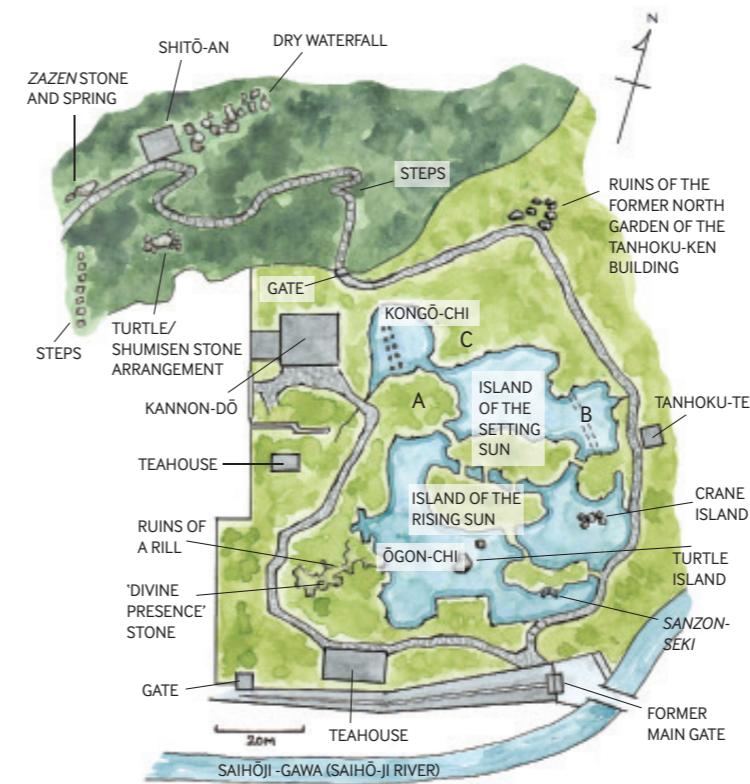 N
SHITŌ-AN
DRY WATERFALL
ZAZEN STONE
AND SPRING
STEPS
RUINS OF THE
FORMER NORTH
GARDEN OF THE
TANHOKU-KEN
BUILDING
GATE
KONGŌ-CHI
STEPS
TURTLE/
SHUMISEN STONE
ARRANGEMENT
C
KANNON-DŌ
A
ISLAND
OF THE
SETTING
SUN
B
TANHOKU-TE
TEAHOUSE
ISLAND OF THE
RISING SUN
CRANE
ISLAND
RUINS OF
A RILL
ŌGON-CHI
TURTLE
ISLAND
'DIVINE
PRESENCE'
STONE
SANZON-
SEKI
GATE
TEAHOUSE
FORMER
MAIN GATE
20M
SAIHŌJI -GAWA (SAIHŌ-JI RIVER)